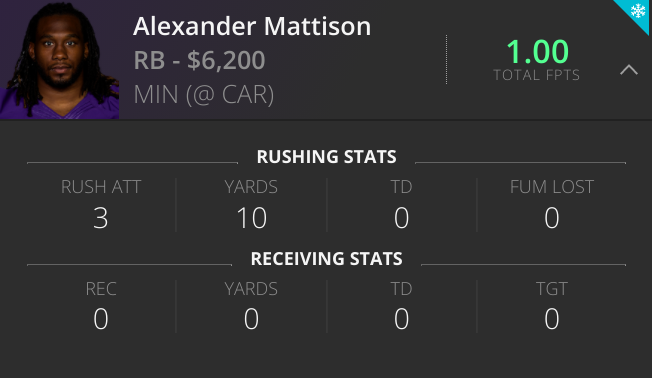 Alexander Mattison
RB - $6,200
MIN (@ CAR)
1.00
TOTAL FPTS
RUSHING STATS
RUSH ATT YARDS TD FUM LOST
3 10 0 0
RECEIVING STATS
REC YARDS TD TGT
0 0 0 0